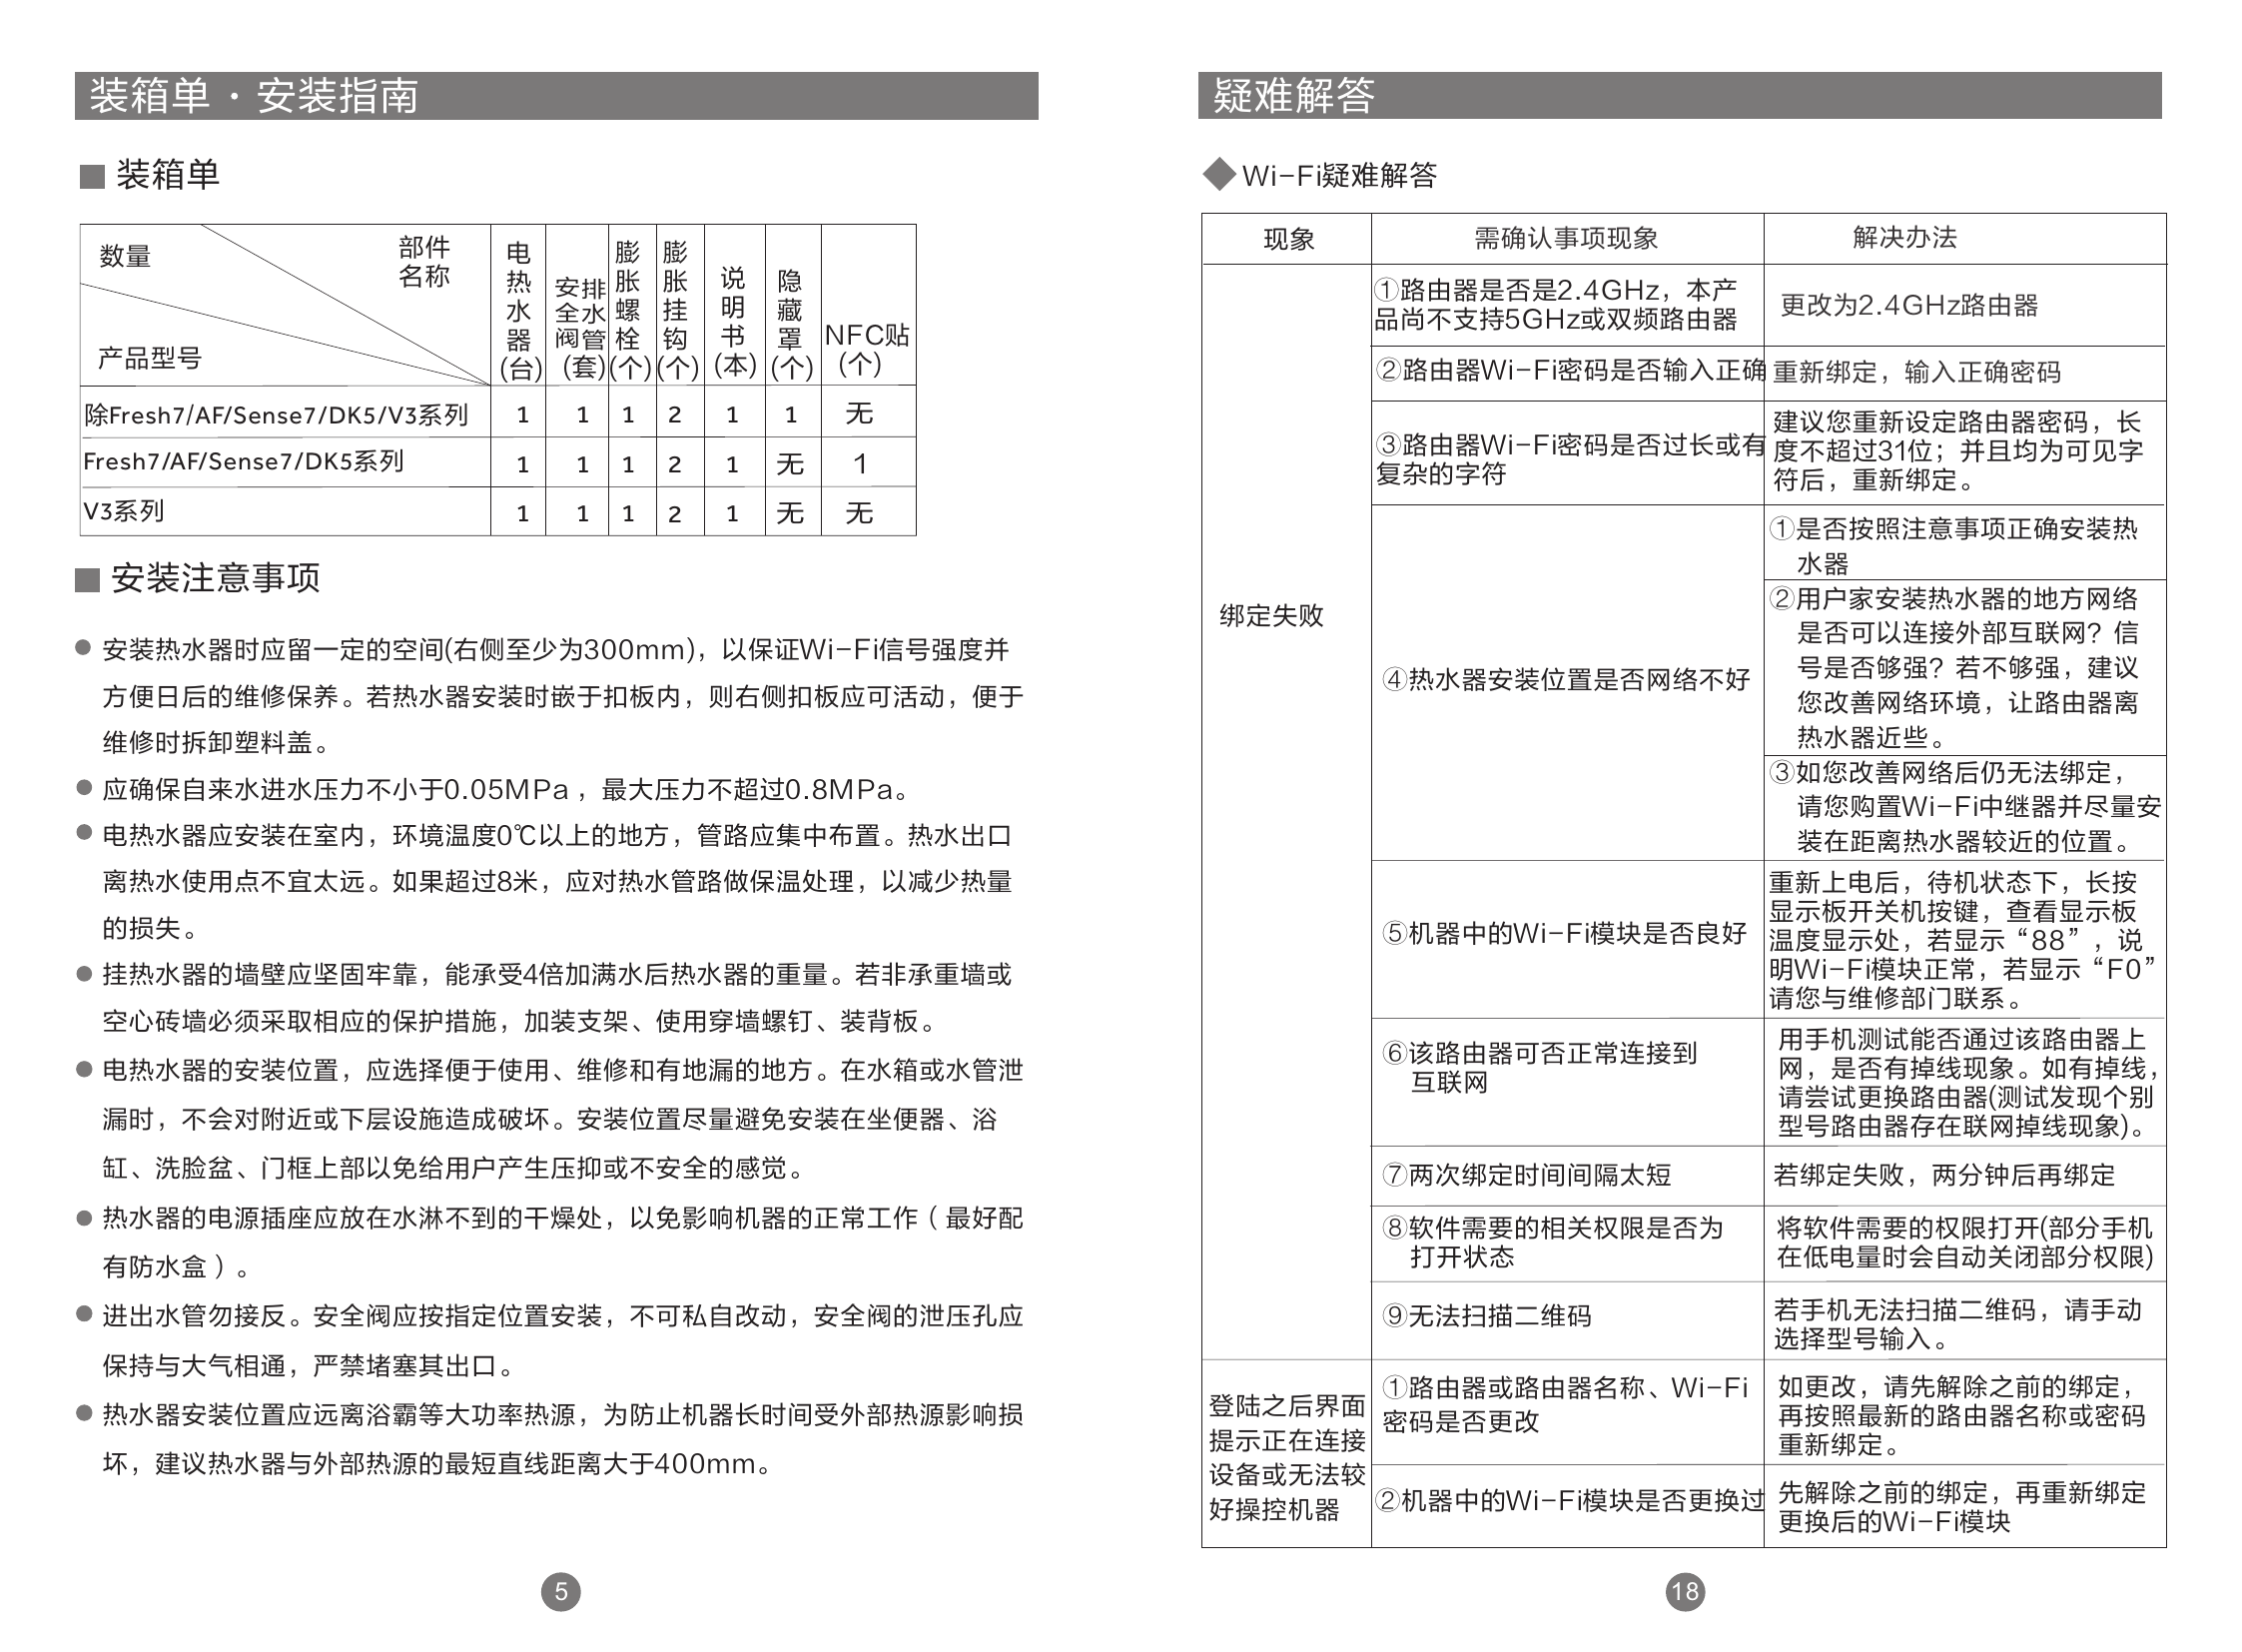 装箱单·安装指南
装箱单
数量
部件
名称
产品型号
电热水器(台)
安全阀排水管(套)
膨胀螺栓(个)
膨胀挂钩(个)
说明书(本)
隐藏罩(个)
NFC贴(个)
除Fresh7/AF/Sense7/DK5/V3系列 1 1 1 2 1 1 无
Fresh7/AF/Sense7/DK5系列 1 1 1 2 1 无 1
V3系列 1 1 1 2 1 无 无
安装注意事项
安装热水器时应留一定的空间(右侧至少为300mm)，以保证Wi-Fi信号强度并
方便日后的维修保养。若热水器安装时嵌于扣板内，则右侧扣板应可活动，便于
维修时拆卸塑料盖。
应确保自来水进水压力不小于0.05MPa，最大压力不超过0.8MPa。
电热水器应安装在室内，环境温度0℃以上的地方，管路应集中布置。热水出口
离热水使用点不宜太远。如果超过8米，应对热水管路做保温处理，以减少热量
的损失。
挂热水器的墙壁应坚固牢靠，能承受4倍加满水后热水器的重量。若非承重墙或
空心砖墙必须采取相应的保护措施，加装支架、使用穿墙螺钉、装背板。
电热水器的安装位置，应选择便于使用、维修和有地漏的地方。在水箱或水管泄
漏时，不会对附近或下层设施造成破坏。安装位置尽量避免安装在坐便器、浴
缸、洗脸盆、门框上部以免给用户产生压抑或不安全的感觉。
热水器的电源插座应放在水淋不到的干燥处，以免影响机器的正常工作（最好配
有防水盒）。
进出水管勿接反。安全阀应按指定位置安装，不可私自改动，安全阀的泄压孔应
保持与大气相通，严禁堵塞其出口。
热水器安装位置应远离浴霸等大功率热源，为防止机器长时间受外部热源影响损
坏，建议热水器与外部热源的最短直线距离大于400mm。
5
疑难解答
Wi-Fi疑难解答
现象 需确认事项现象 解决办法
绑定失败
①路由器是否是2.4GHz，本产
品尚不支持5GHz或双频路由器
更改为2.4GHz路由器
②路由器Wi-Fi密码是否输入正确
重新绑定，输入正确密码
③路由器Wi-Fi密码是否过长或有
复杂的字符
建议您重新设定路由器密码，长
度不超过31位；并且均为可见字
符后，重新绑定。
④热水器安装位置是否网络不好
①是否按照注意事项正确安装热
水器
②用户家安装热水器的地方网络
是否可以连接外部互联网？信
号是否够强？若不够强，建议
您改善网络环境，让路由器离
热水器近些。
③如您改善网络后仍无法绑定，
请您购置Wi-Fi中继器并尽量安
装在距离热水器较近的位置。
⑤机器中的Wi-Fi模块是否良好
重新上电后，待机状态下，长按
显示板开关机按键，查看显示板
温度显示处，若显示“88”，说
明Wi-Fi模块正常，若显示“F0”
请您与维修部门联系。
⑥该路由器可否正常连接到
互联网
用手机测试能否通过该路由器上
网，是否有掉线现象。如有掉线，
请尝试更换路由器(测试发现个别
型号路由器存在联网掉线现象)。
⑦两次绑定时间间隔太短
若绑定失败，两分钟后再绑定
⑧软件需要的相关权限是否为
打开状态
将软件需要的权限打开(部分手机
在低电量时会自动关闭部分权限)
⑨无法扫描二维码
若手机无法扫描二维码，请手动
选择型号输入。
登陆之后界面
提示正在连接
设备或无法较
好操控机器
①路由器或路由器名称、Wi-Fi
密码是否更改
如更改，请先解除之前的绑定，
再按照最新的路由器名称或密码
重新绑定。
②机器中的Wi-Fi模块是否更换过
先解除之前的绑定，再重新绑定
更换后的Wi-Fi模块
18